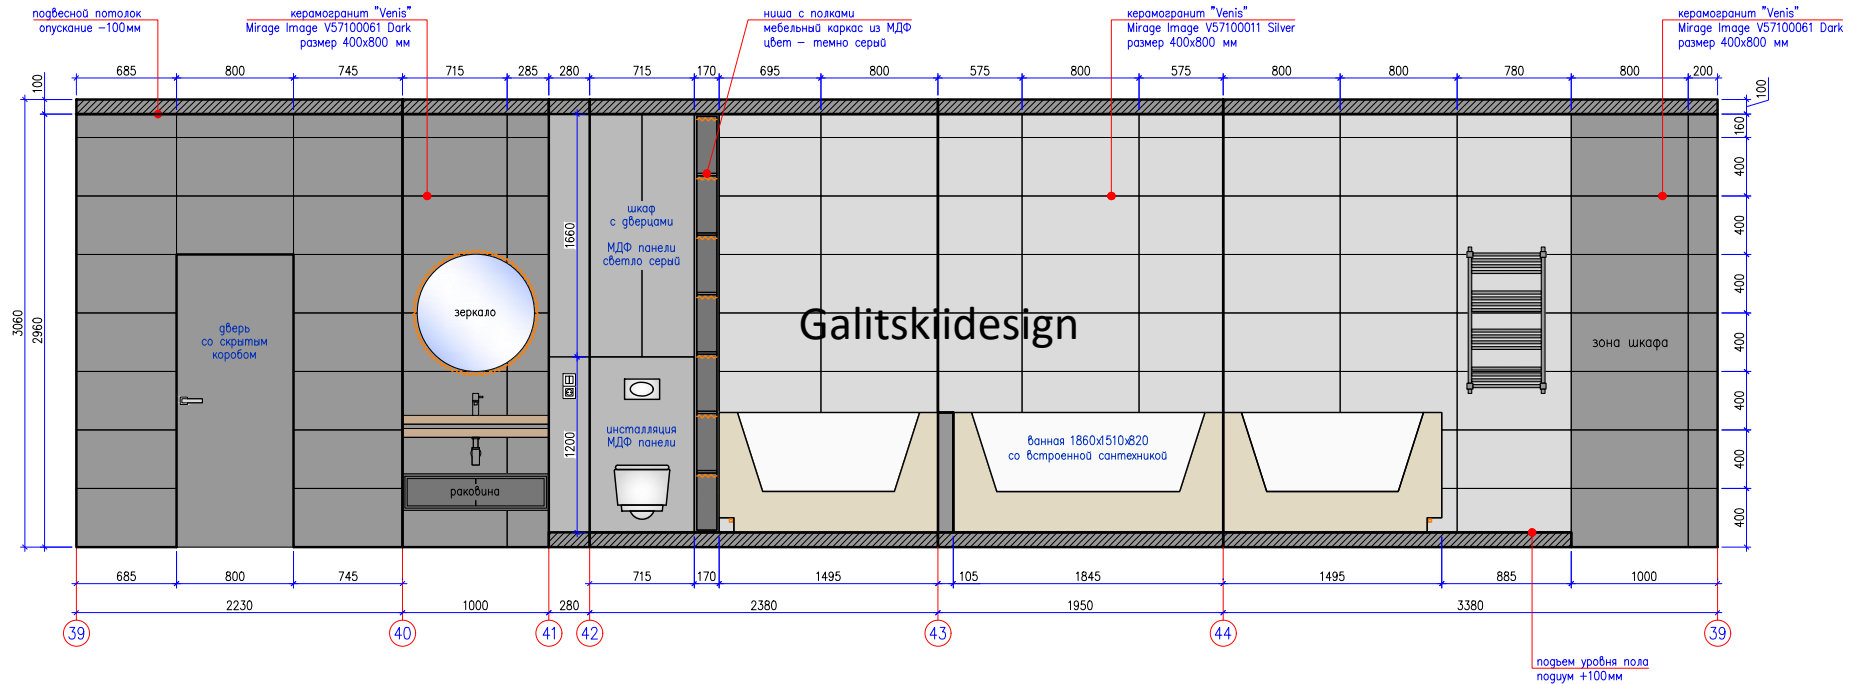 подвесной потолок
опускание -100мм
керамогранит "Venis"
Mirage Image V57100061 Dark
размер 400x800 мм
ниша с полками
мебельный каркас из МДФ
цвет - темно серый
керамогранит "Venis"
Mirage Image V57100011 Silver
размер 400x800 мм
керамогранит "Venis"
Mirage Image V57100061 Dark
размер 400x800 мм
685 800 745 715 285 280 715 170 695 800 575 800 575 800 800 780 800 200
100
100
3060
2960
160
400
400
400
400
400
400
400
1660
1200
шкаф
с дверцами
МДФ панели
светло серый
зеркало
Galitskiidesign
дверь
со скрытым
коробом
зона шкафа
инсталляция
МДФ панели
ванная 1860x1510x820
со встроенной сантехникой
раковина
685 800 745 715 170 1495 105 1845 1495 885 1000
2230 1000 280 2380 1950 3380
39 40 41 42 43 44 39
подъем уровня пола
подиум +100мм